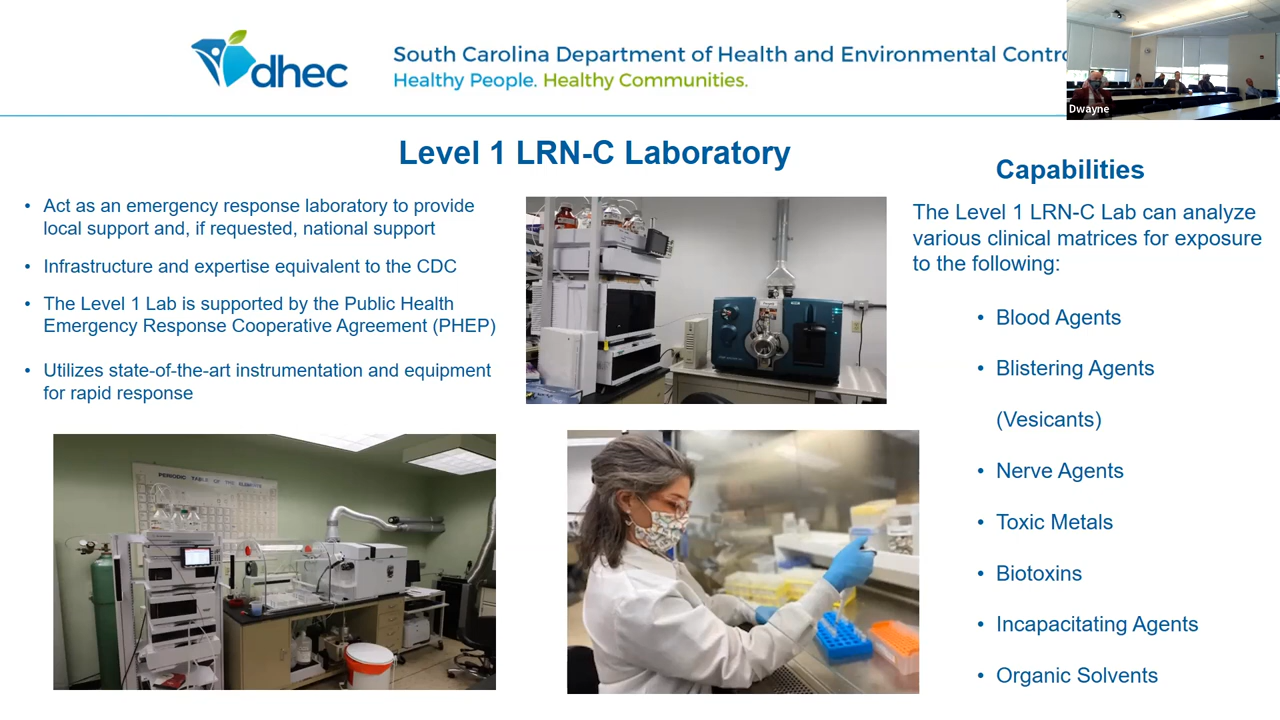 dhec
South Carolina Department of Health and Environmental Contro
Healthy People. Healthy Communities.
Dwayne
Level 1 LRN-C Laboratory
• Act as an emergency response laboratory to provide
local support and, if requested, national support
• Infrastructure and expertise equivalent to the CDC
• The Level 1 Lab is supported by the Public Health
Emergency Response Cooperative Agreement (PHEP)
• Utilizes state-of-the-art instrumentation and equipment
for rapid response
PERIODIC TABLE OF THE ELEMENTS
Capabilities
The Level 1 LRN-C Lab can analyze
various clinical matrices for exposure
to the following:
• Blood Agents
• Blistering Agents
(Vesicants)
• Nerve Agents
• Toxic Metals
• Biotoxins
• Incapacitating Agents
• Organic Solvents